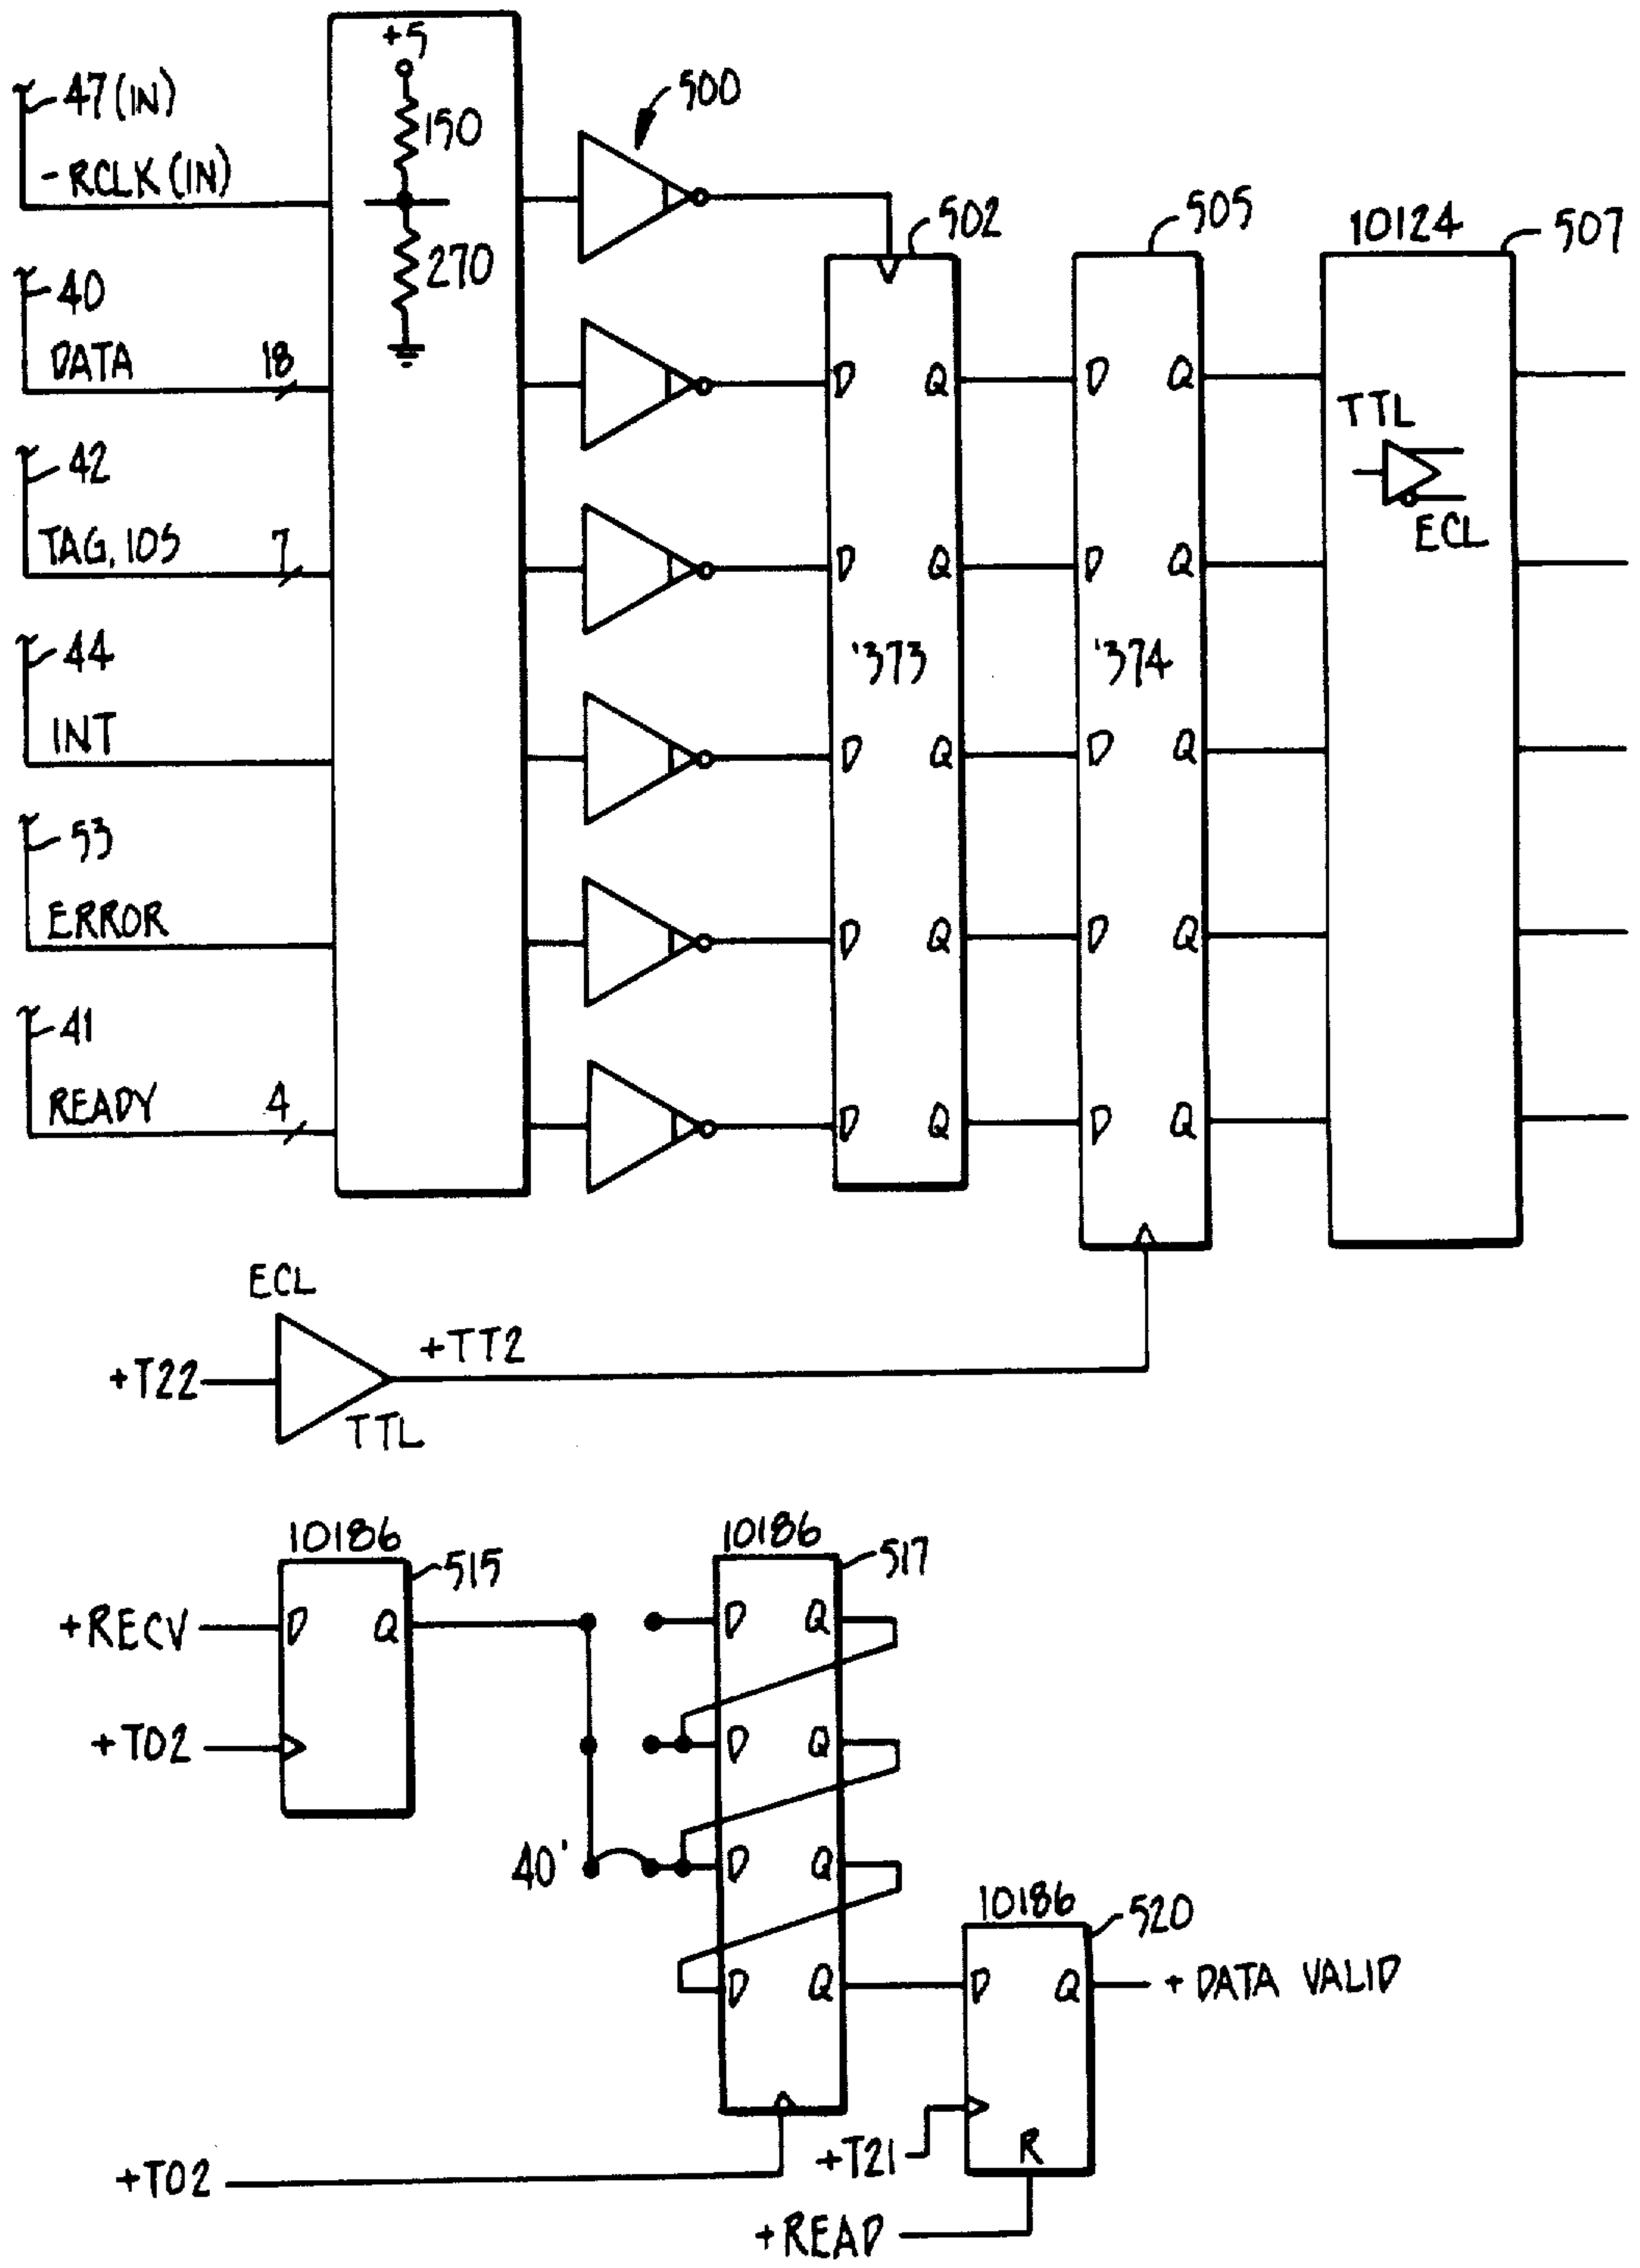 +5
47 (IN)
150
- RCLK (IN)
270
500
502
505
10124
507
40
DATA 18
D Q D Q
TTL
ECL
42
TAG, IOS 7
D Q D Q
'373
'374
44
INT
D Q D Q
53
ERROR
D Q D Q
41
READY 4
D Q D Q
ECL
+T22
+TT2
TTL
10186
515
+RECV
D Q
+T02
10186
517
D Q
D Q
40'
D Q
D Q
10186
520
D Q
+ DATA VALID
+T21
R
+T02
+READ